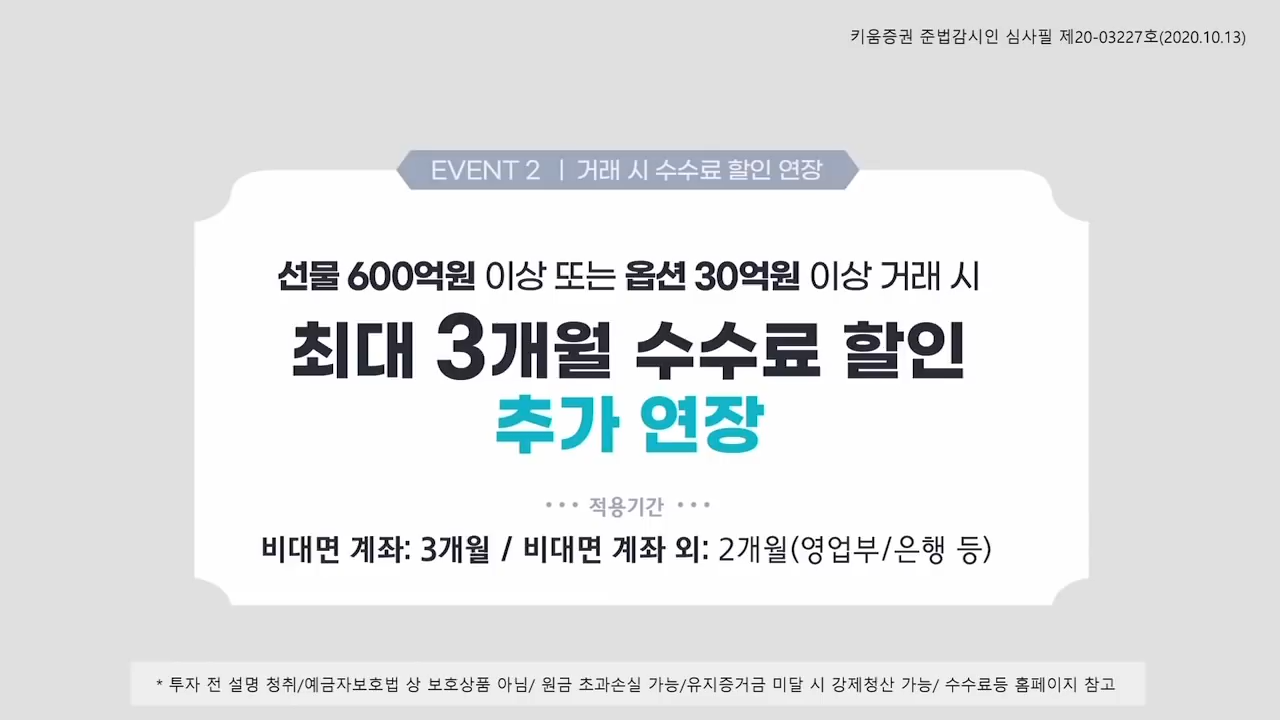 키움증권 준법감시인 심사필 제20-03227호(2020.10.13)
EVENT 2 | 거래 시 수수료 할인 연장
선물 600억원 이상 또는 옵션 30억원 이상 거래 시
최대 3개월 수수료 할인
추가 연장
••• 적용기간 •••
비대면 계좌: 3개월 / 비대면 계좌 외: 2개월(영업부/은행 등)
* 투자 전 설명 청취/예금자보호법 상 보호상품 아님/ 원금 초과손실 가능/유지증거금 미달 시 강제청산 가능/ 수수료등 홈페이지 참고